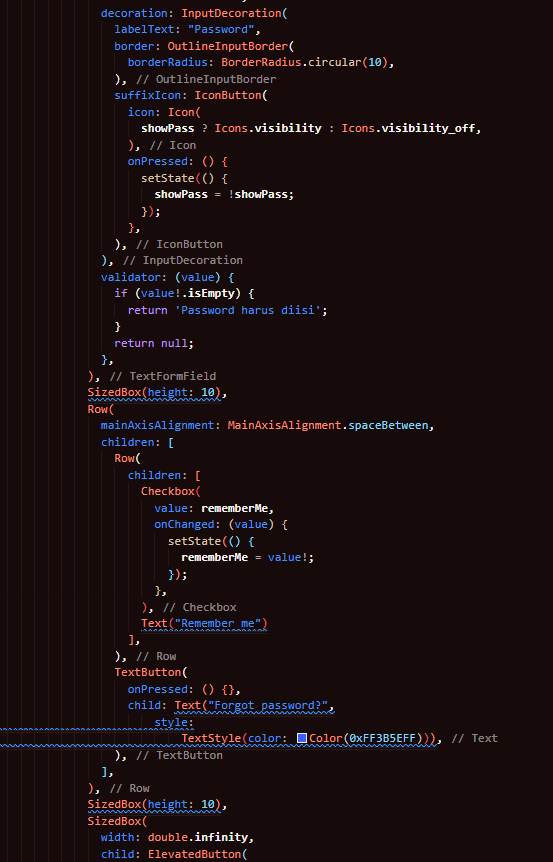 decoration: InputDecoration(
labelText: "Password",
border: OutlineInputBorder(
borderRadius: BorderRadius.circular(10),
), // OutlineInputBorder
suffixIcon: IconButton(
icon: Icon(
showPass ? Icons.visibility : Icons.visibility_off,
), // Icon
onPressed: () {
setState(() {
showPass = !showPass;
});
},
), // IconButton
), // InputDecoration
validator: (value) {
if (value!.isEmpty) {
return 'Password harus diisi';
}
return null;
},
), // TextFormField
SizedBox(height: 10),
Row(
mainAxisAlignment: MainAxisAlignment.spaceBetween,
children: [
Row(
children: [
Checkbox(
value: rememberMe,
onChanged: (value) {
setState(() {
rememberMe = value!;
});
},
), // Checkbox
Text("Remember me")
],
), // Row
TextButton(
onPressed: () {},
child: Text("Forgot password?",
style:
TextStyle(color: Color(0xFF3B5EFF))), // Text
), // TextButton
],
), // Row
SizedBox(height: 10),
SizedBox(
width: double.infinity,
child: ElevatedButton(